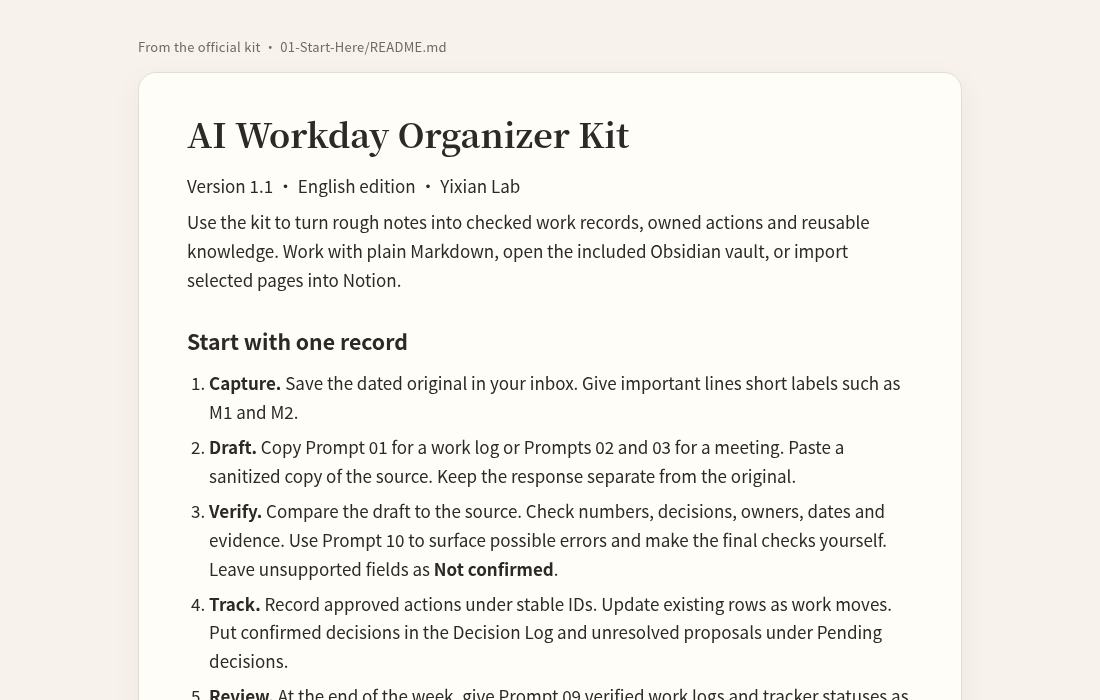 From the official kit • 01-Start-Here/README.md
AI Workday Organizer Kit
Version 1.1 • English edition • Yixian Lab
Use the kit to turn rough notes into checked work records, owned actions and reusable
knowledge. Work with plain Markdown, open the included Obsidian vault, or import
selected pages into Notion.
Start with one record
1. Capture. Save the dated original in your inbox. Give important lines short labels such as
M1 and M2.
2. Draft. Copy Prompt 01 for a work log or Prompts 02 and 03 for a meeting. Paste a
sanitized copy of the source. Keep the response separate from the original.
3. Verify. Compare the draft to the source. Check numbers, decisions, owners, dates and
evidence. Use Prompt 10 to surface possible errors and make the final checks yourself.
Leave unsupported fields as Not confirmed.
4. Track. Record approved actions under stable IDs. Update existing rows as work moves.
Put confirmed decisions in the Decision Log and unresolved proposals under Pending
decisions.
5. Review. At the end of the week, give Prompt 09 verified work logs and tracker statuses as